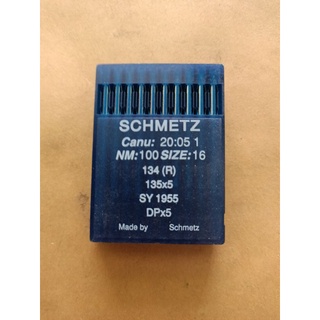 SCHMETZ
Canu: 20:05 1
NM:100 SIZE:16
134 (R)
135x5
SY 1955
DPx5
Made by Schmetz